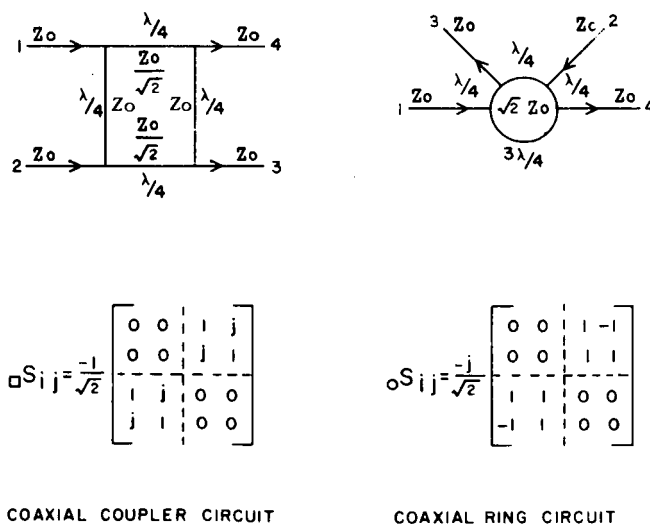 1 Zo λ/4 Zo 4
Zo/√2
λ/4 Zo Zo λ/4
Zo/√2
2 Zo λ/4 Zo 3
3 Zo λ/4 Zc 2
1 Zo λ/4 √2 Zo λ/4 Zo 4
3λ/4
□Sij = -1/√2
0 0 1 j
0 0 j 1
1 j 0 0
j 1 0 0
○Sij = -j/√2
0 0 1 -1
0 0 1 1
1 1 0 0
-1 1 0 0
COAXIAL COUPLER CIRCUIT
COAXIAL RING CIRCUIT